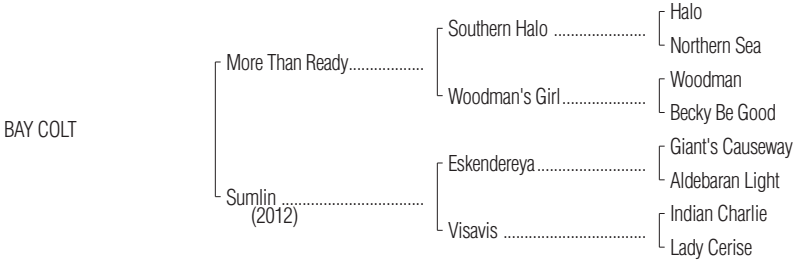 Halo
Southern Halo ......................
Northern Sea
More Than Ready..................
Woodman
Woodman's Girl....................
Becky Be Good
BAY COLT
Giant's Causeway
Eskendereya..........................
Aldebaran Light
Sumlin ..................................
(2012)
Indian Charlie
Visavis ..................................
Lady Cerise